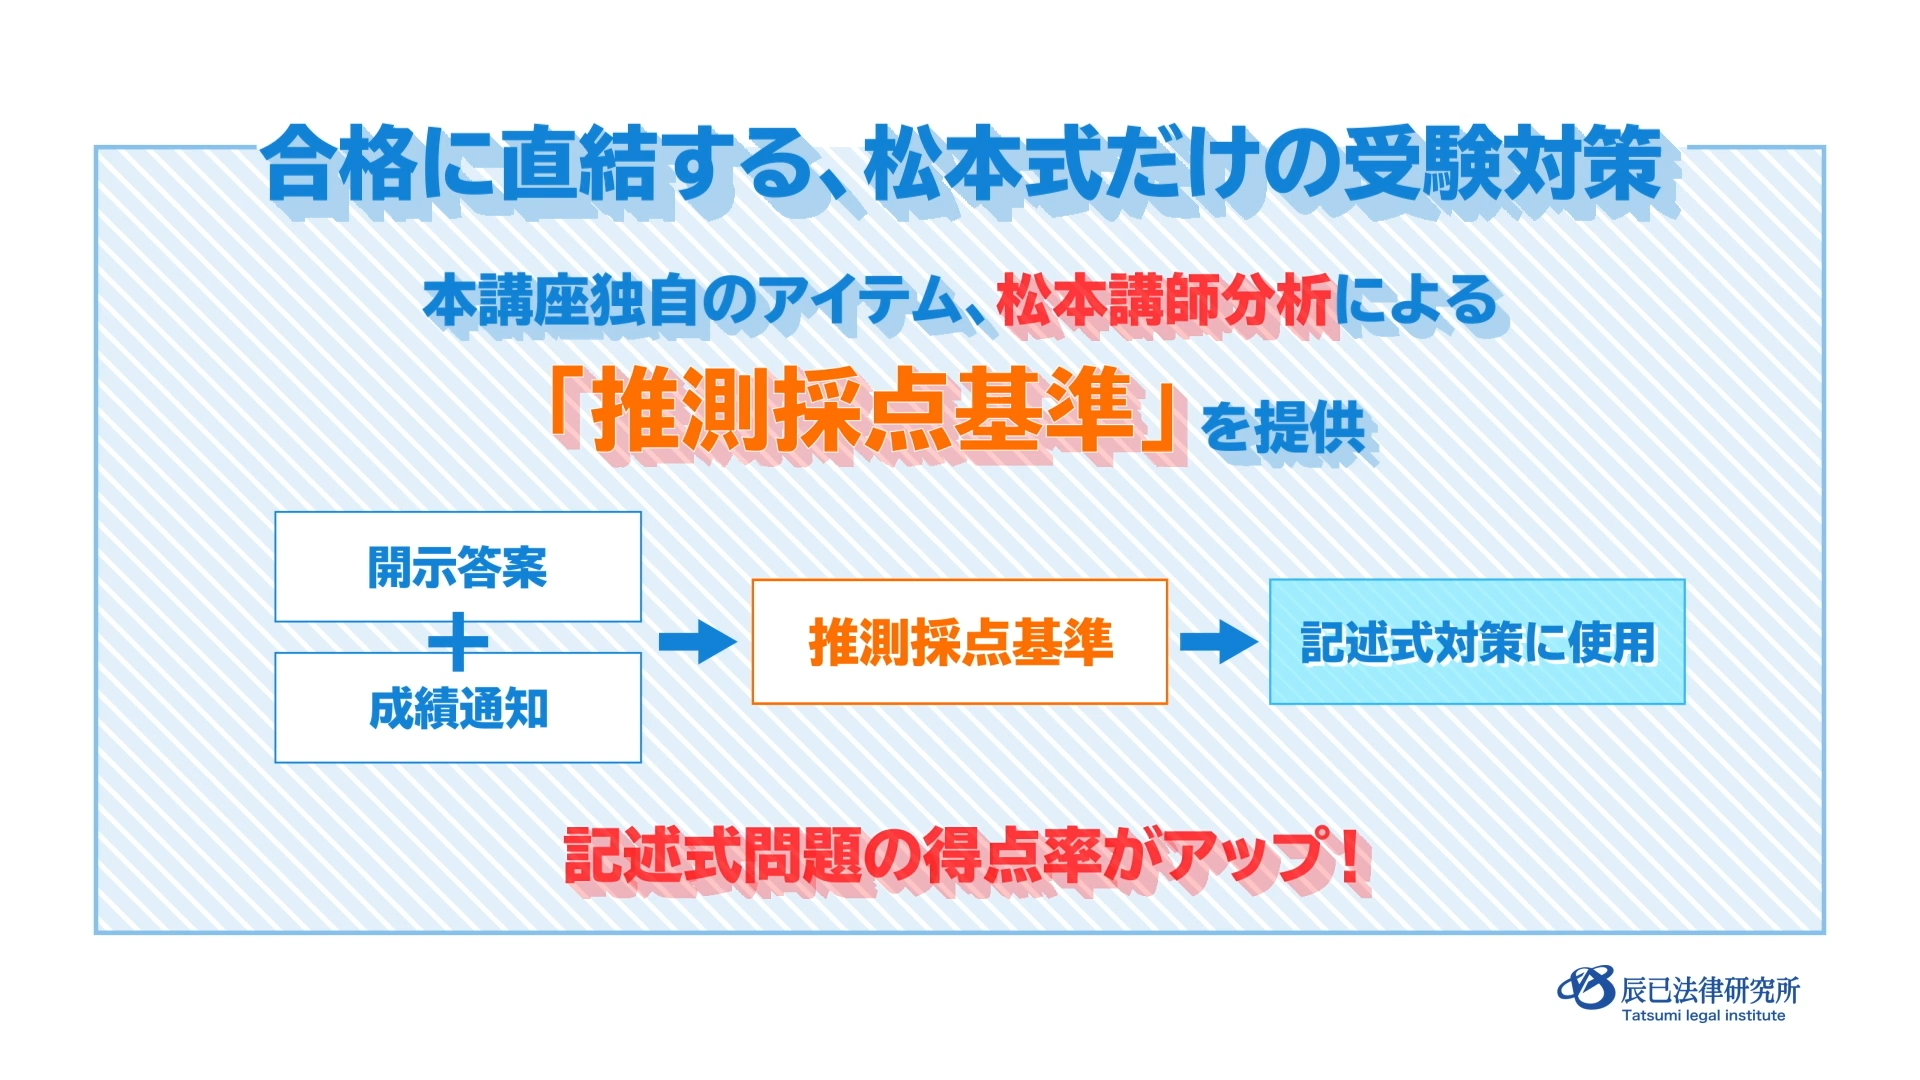 合格に直結する、松本式だけの受験対策
本講座独自のアイテム、松本講師分析による
「推測採点基準」を提供
開示答案
+
成績通知
推測採点基準
記述式対策に使用
記述式問題の得点率がアップ！
辰已法律研究所
Tatsumi legal institute